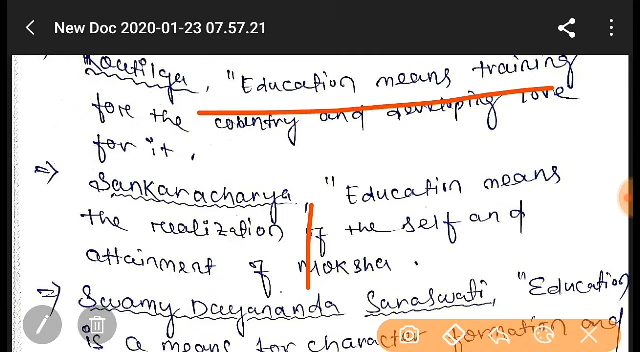 New Doc 2020-01-23 07.57.21
Kautilya, "Education means training
fore the country and developing love
for it.
⇒ Sankaracharya, "Education means
the realization of the self and
attainment of moksha.
⇒ Swamy Dayananda Saraswati, "Education
is a means for character formation and